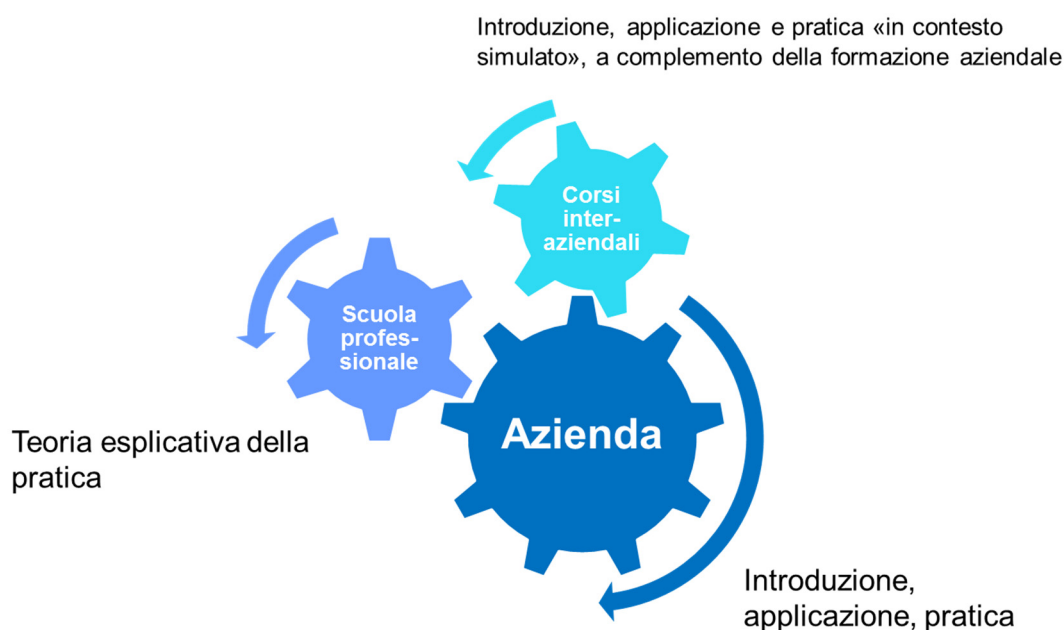 Introduzione, applicazione e pratica «in contesto
simulato», a complemento della formazione aziendale
Corsi
inter-
aziendali
Scuola
profes-
sionale
Azienda
Teoria esplicativa della
pratica
Introduzione,
applicazione, pratica